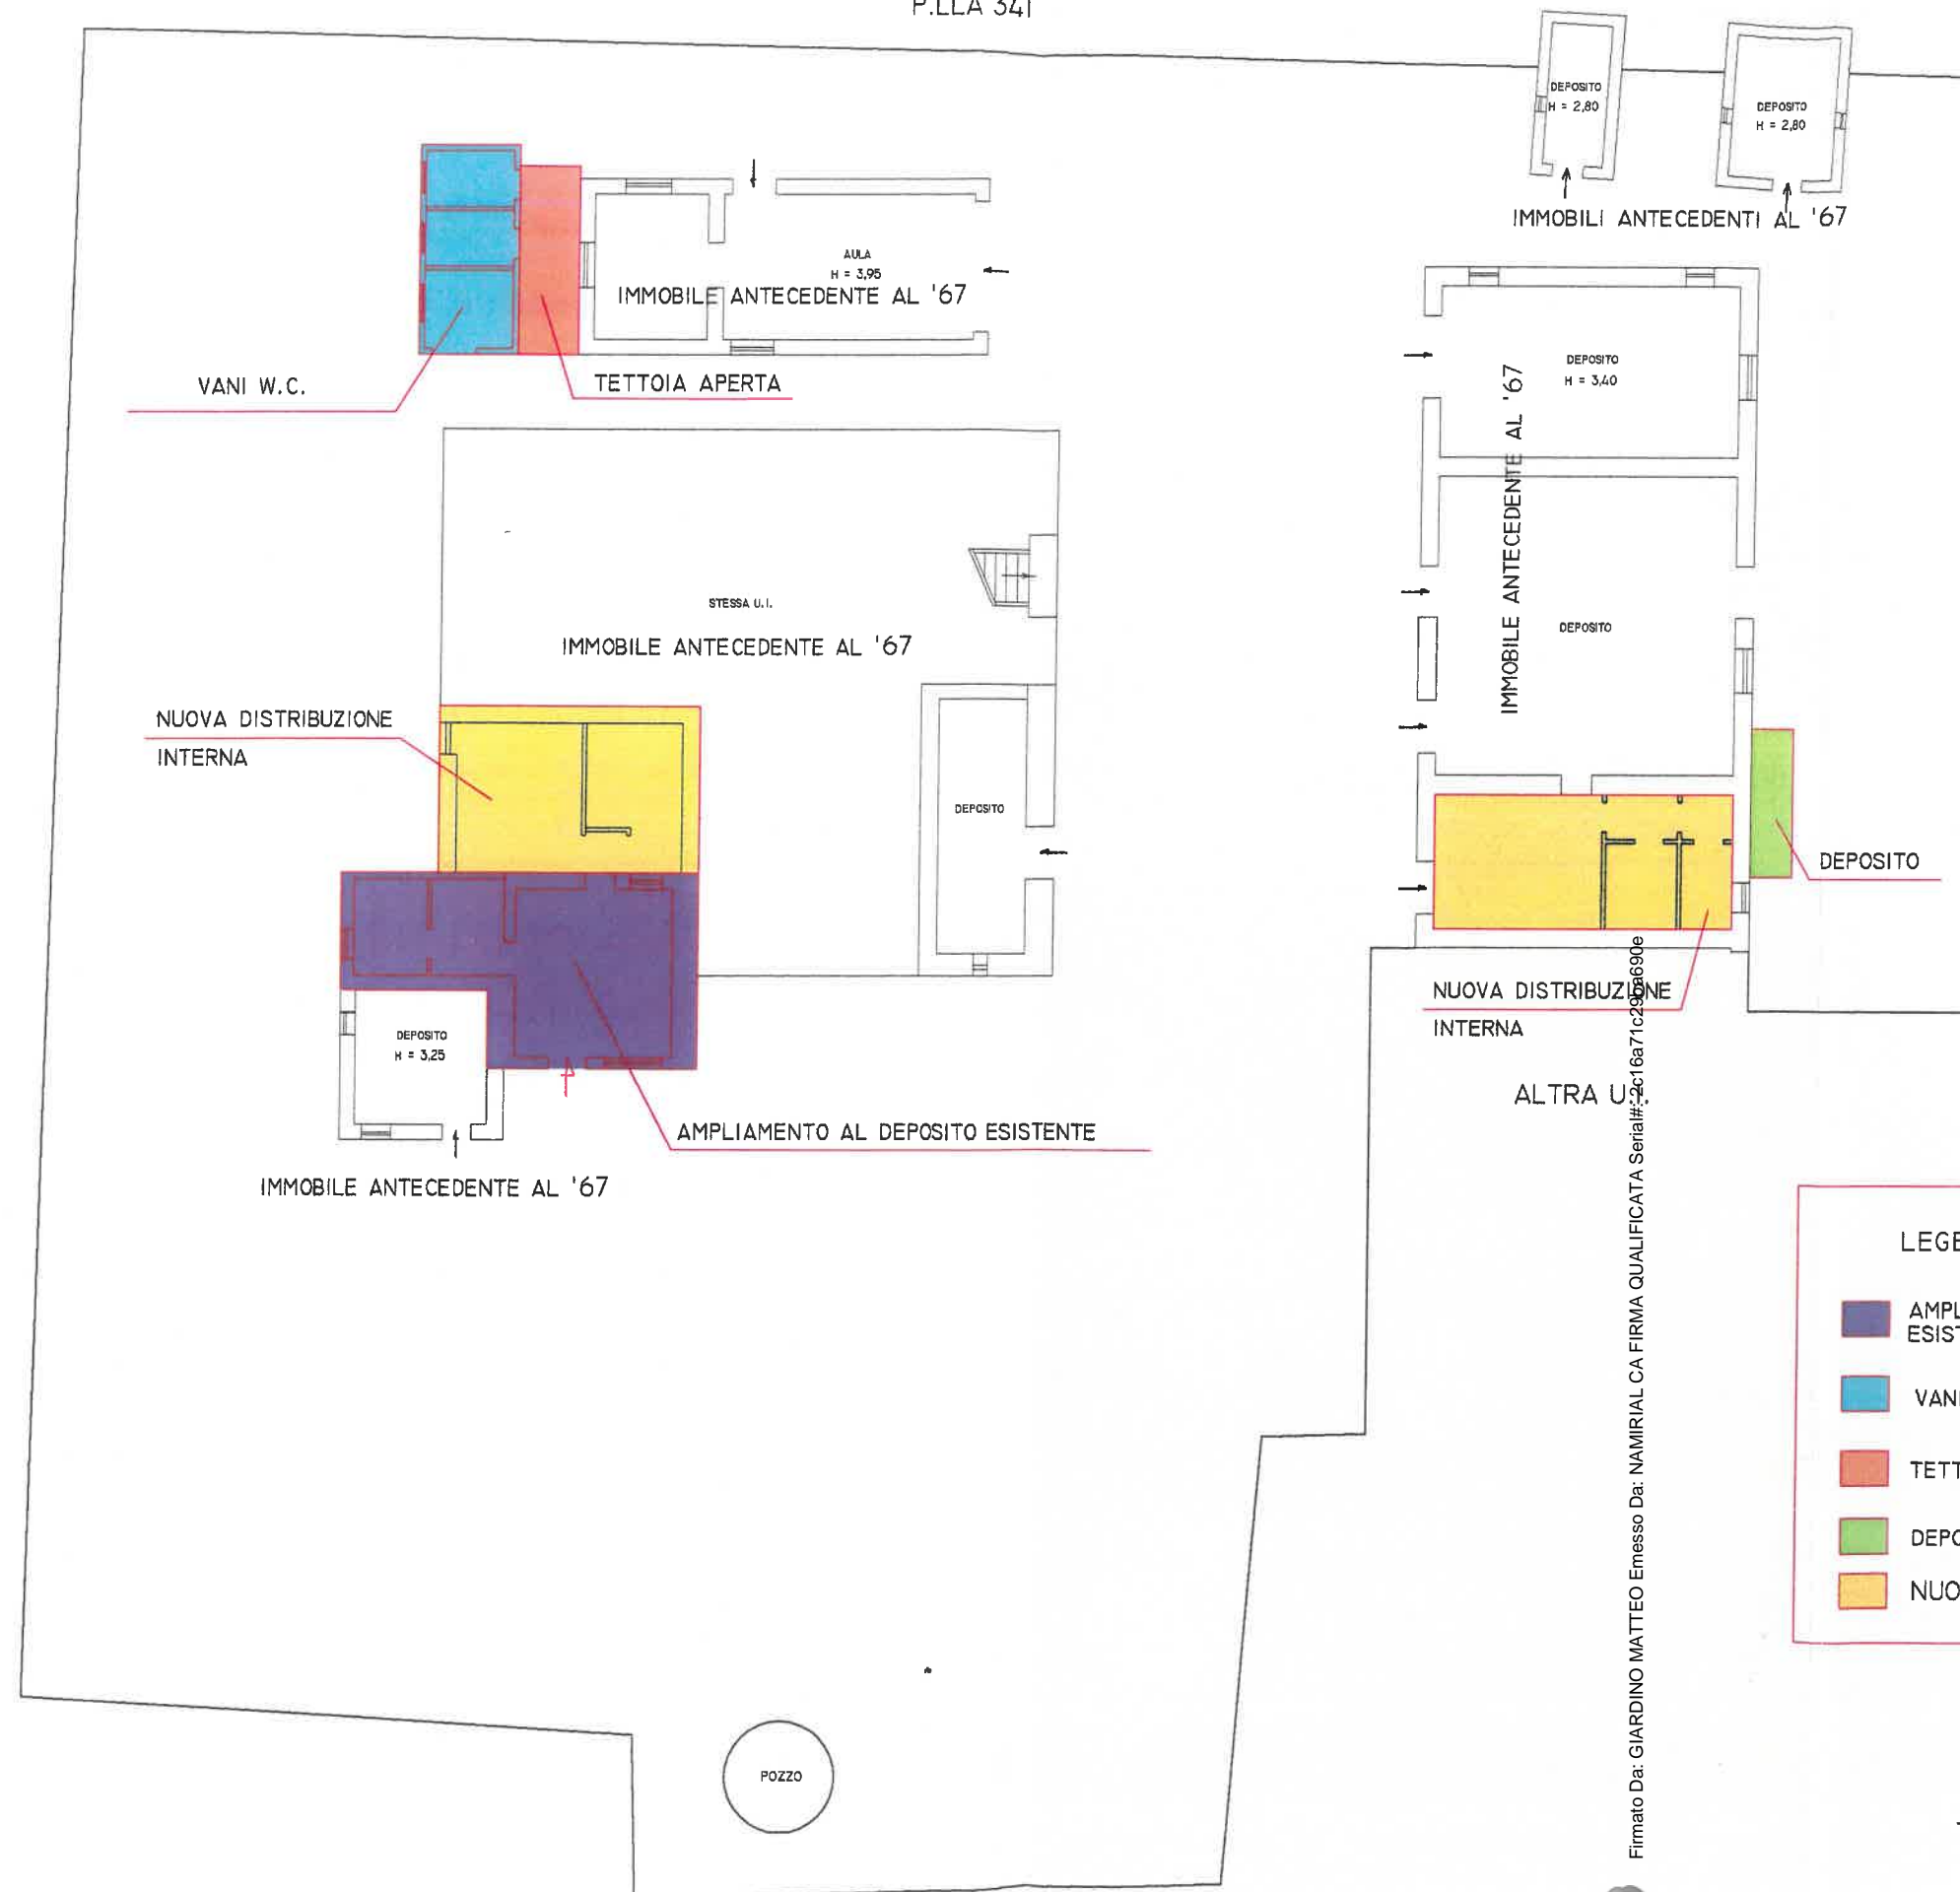 P.LLA 341
DEPOSITO
H = 2,80
DEPOSITO
H = 2,80
IMMOBILI ANTECEDENTI AL '67
AULA
H = 3,95
IMMOBILE ANTECEDENTE AL '67
VANI W.C.
TETTOIA APERTA
DEPOSITO
H = 3,40
IMMOBILE ANTECEDENTE AL '67
DEPOSITO
STESSA U.I.
IMMOBILE ANTECEDENTE AL '67
NUOVA DISTRIBUZIONE
INTERNA
DEPOSITO
DEPOSITO
NUOVA DISTRIBUZIONE
INTERNA
DEPOSITO
H = 3,25
AMPLIAMENTO AL DEPOSITO ESISTENTE
IMMOBILE ANTECEDENTE AL '67
ALTRA U.I.
Firmato Da: GIARDINO MATTEO Emesso Da: NAMIRIAL CA FIRMA QUALIFICATA Serial#: 2c16a71c29ba690e
LEGE
AMPL
ESIST
VANI
TETT
DEPO
NUO
POZZO